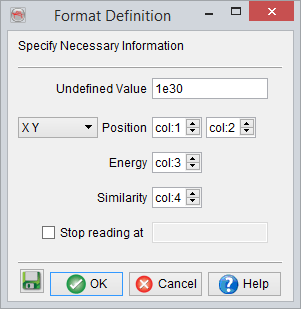 Format Definition
Specify Necessary Information
Undefined Value 1e30
X Y Position col:1 col:2
Energy col:3
Similarity col:4
Stop reading at
OK Cancel Help